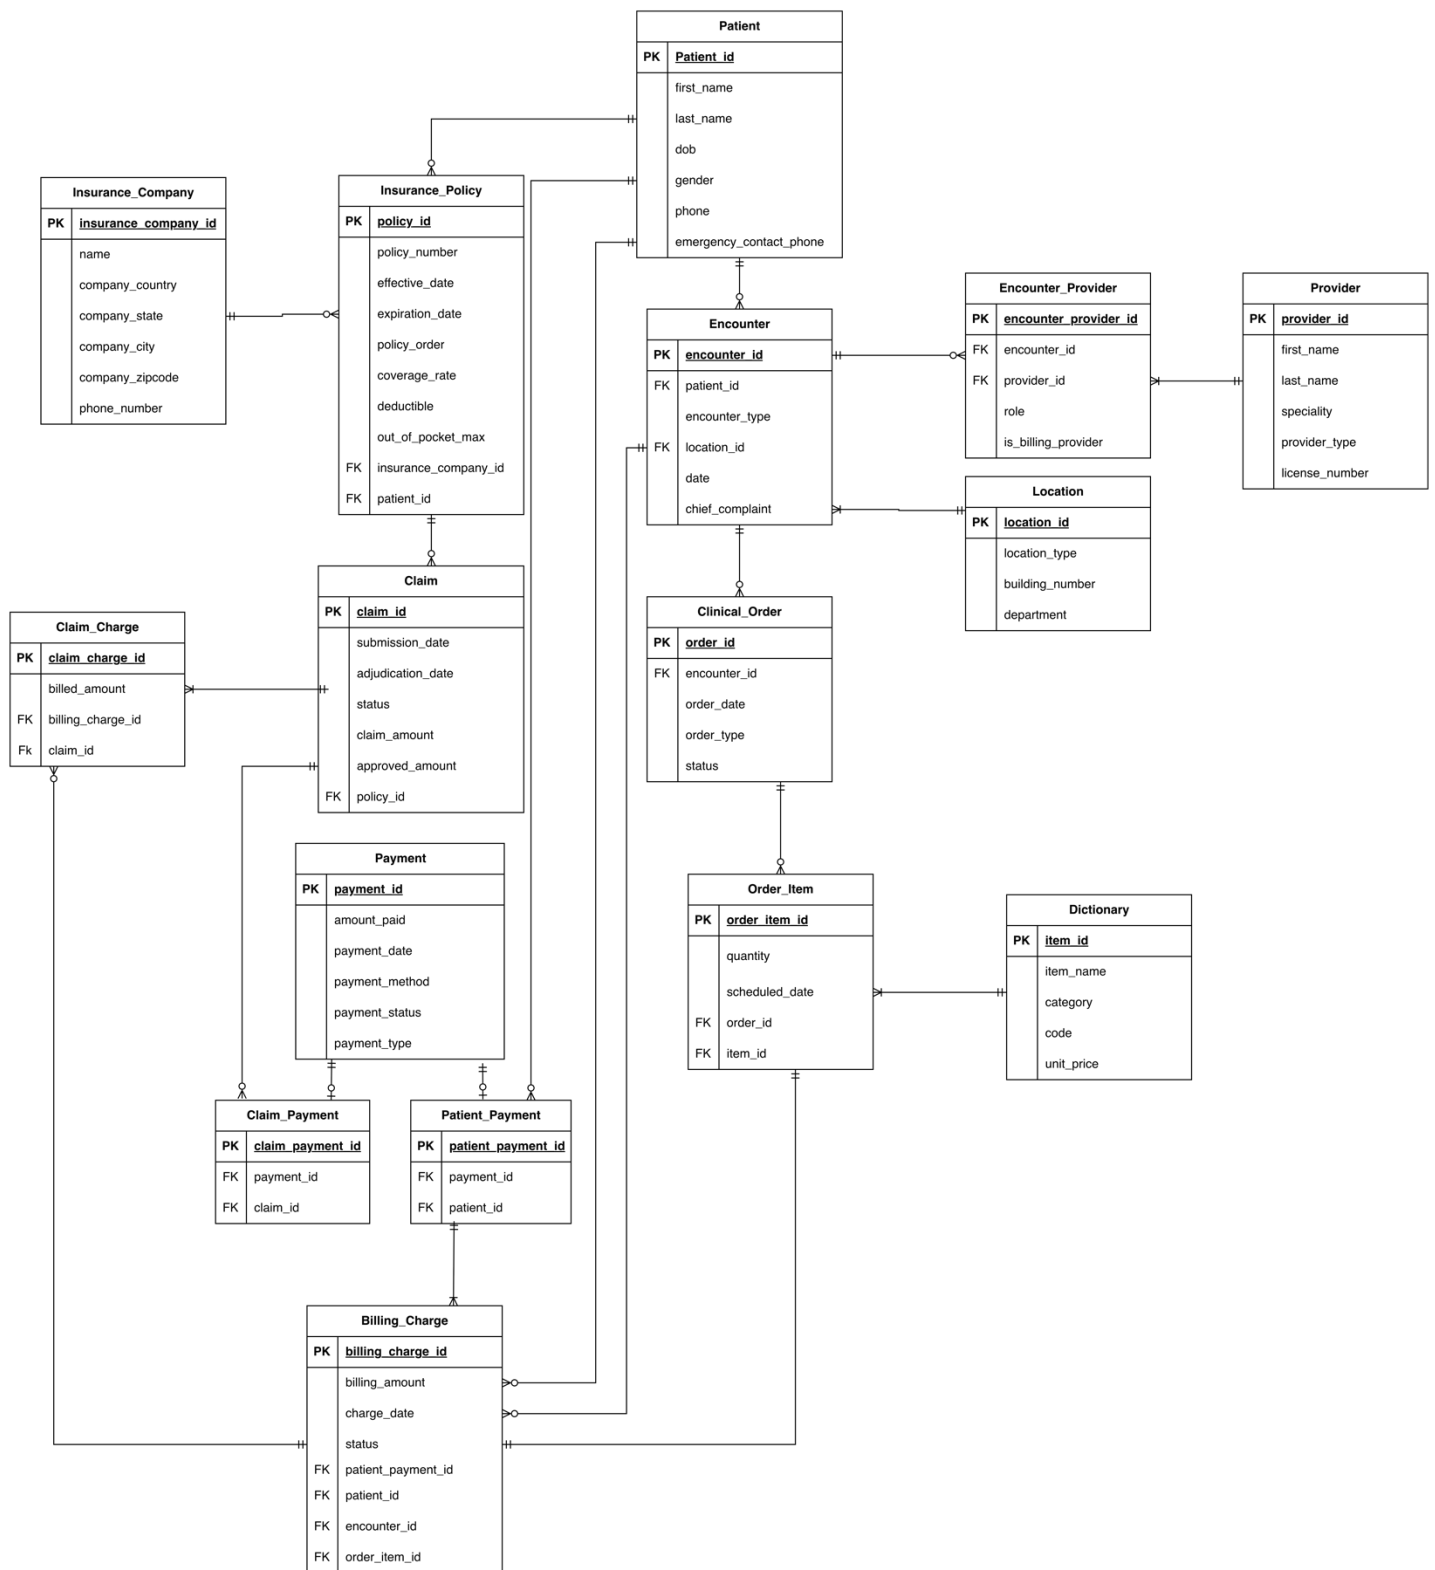 Patient
PK Patient_id
first_name
last_name
dob
gender
phone
emergency_contact_phone
Insurance_Company
PK insurance_company_id
name
company_country
company_state
company_city
company_zipcode
phone_number
Insurance_Policy
PK policy_id
policy_number
effective_date
expiration_date
policy_order
coverage_rate
deductible
out_of_pocket_max
FK insurance_company_id
FK patient_id
Encounter
PK encounter_id
FK patient_id
encounter_type
FK location_id
date
chief_complaint
Encounter_Provider
PK encounter_provider_id
FK encounter_id
FK provider_id
role
is_billing_provider
Provider
PK provider_id
first_name
last_name
speciality
provider_type
license_number
Location
PK location_id
location_type
building_number
department
Claim
PK claim_id
submission_date
adjudication_date
status
claim_amount
approved_amount
FK policy_id
Claim_Charge
PK claim_charge_id
billed_amount
FK billing_charge_id
Fk claim_id
Clinical_Order
PK order_id
FK encounter_id
order_date
order_type
status
Payment
PK payment_id
amount_paid
payment_date
payment_method
payment_status
payment_type
Order_Item
PK order_item_id
quantity
scheduled_date
FK order_id
FK item_id
Dictionary
PK item_id
item_name
category
code
unit_price
Claim_Payment
PK claim_payment_id
FK payment_id
FK claim_id
Patient_Payment
PK patient_payment_id
FK payment_id
FK patient_id
Billing_Charge
PK billing_charge_id
billing_amount
charge_date
status
FK patient_payment_id
FK patient_id
FK encounter_id
FK order_item_id